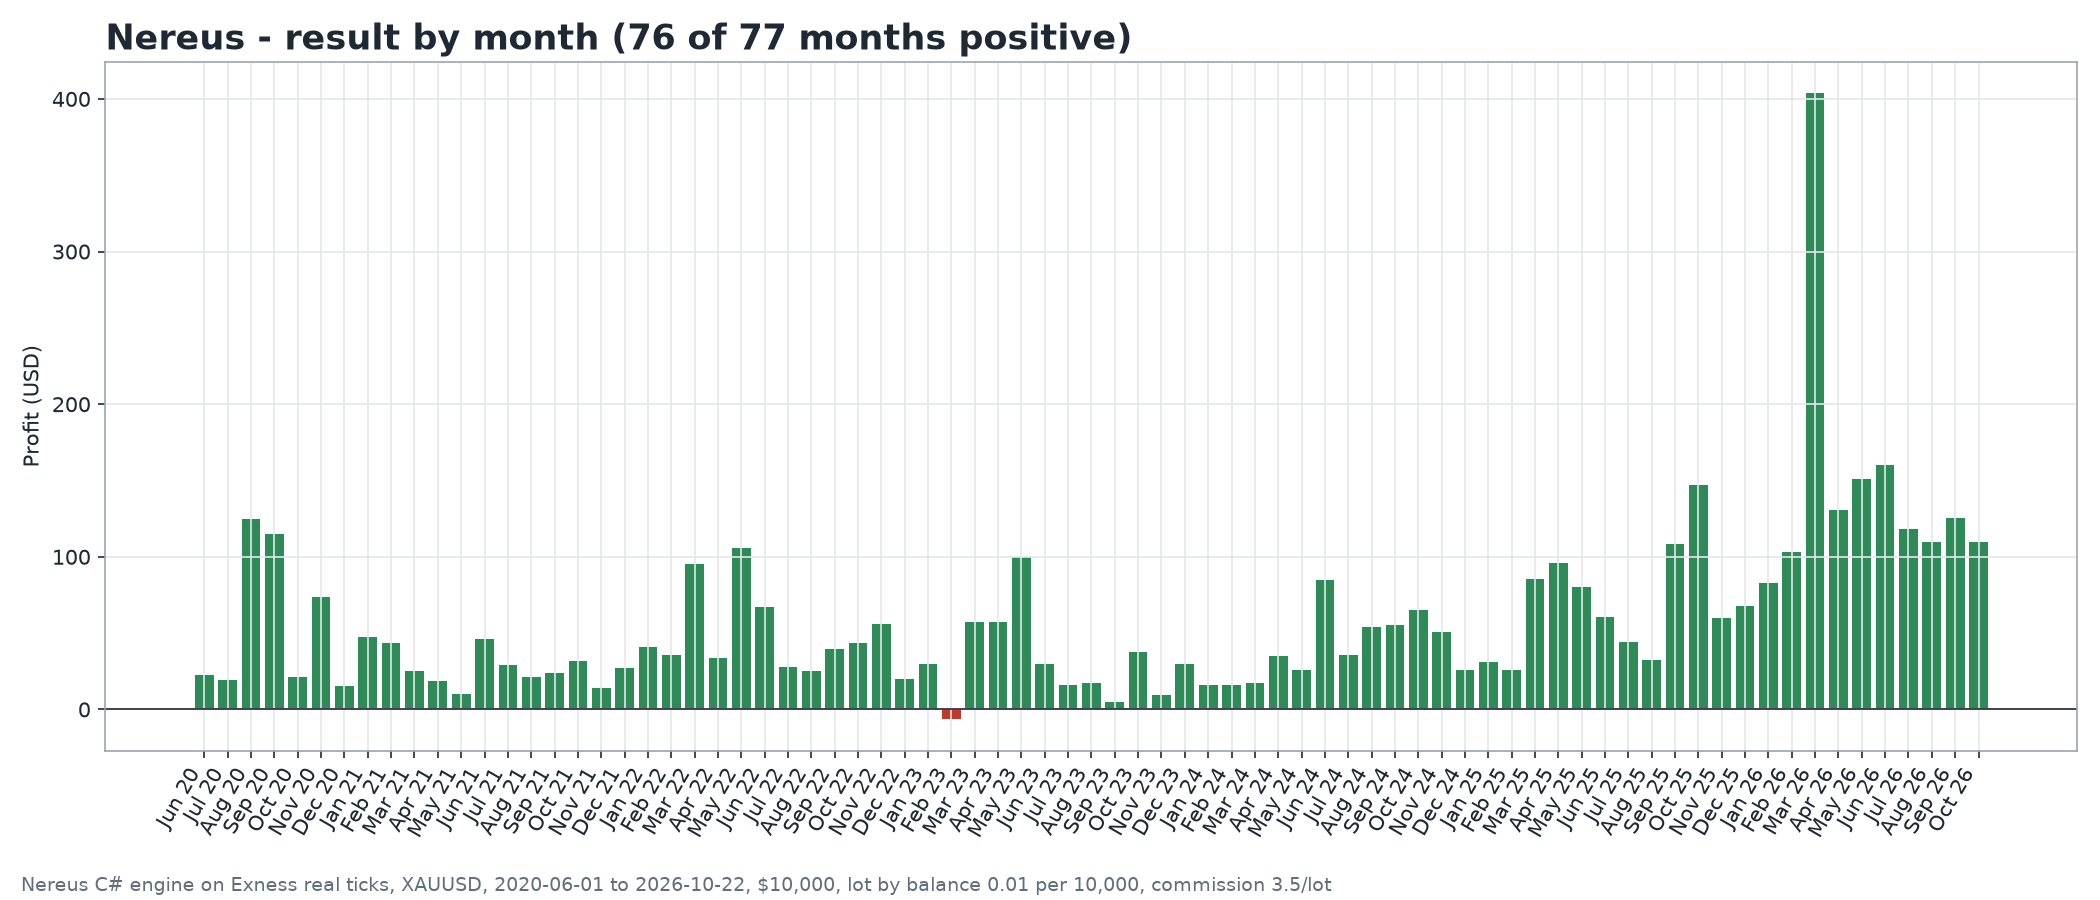 Nereus - result by month (76 of 77 months positive)
400
300
200
100
0
Profit (USD)
Jun 20
Jul 20
Aug 20
Sep 20
Oct 20
Nov 20
Dec 20
Jan 21
Feb 21
Mar 21
Apr 21
May 21
Jun 21
Jul 21
Aug 21
Sep 21
Oct 21
Nov 21
Dec 21
Jan 22
Feb 22
Mar 22
Apr 22
May 22
Jun 22
Jul 22
Aug 22
Sep 22
Oct 22
Nov 22
Dec 22
Jan 23
Feb 23
Mar 23
Apr 23
May 23
Jun 23
Jul 23
Aug 23
Sep 23
Oct 23
Nov 23
Dec 23
Jan 24
Feb 24
Mar 24
Apr 24
May 24
Jun 24
Jul 24
Aug 24
Sep 24
Oct 24
Nov 24
Dec 24
Jan 25
Feb 25
Mar 25
Apr 25
May 25
Jun 25
Jul 25
Aug 25
Sep 25
Oct 25
Nov 25
Dec 25
Jan 26
Feb 26
Mar 26
Apr 26
May 26
Jun 26
Jul 26
Aug 26
Sep 26
Oct 26
Nereus C# engine on Exness real ticks, XAUUSD, 2020-06-01 to 2026-10-22, $10,000, lot by balance 0.01 per 10,000, commission 3.5/lot